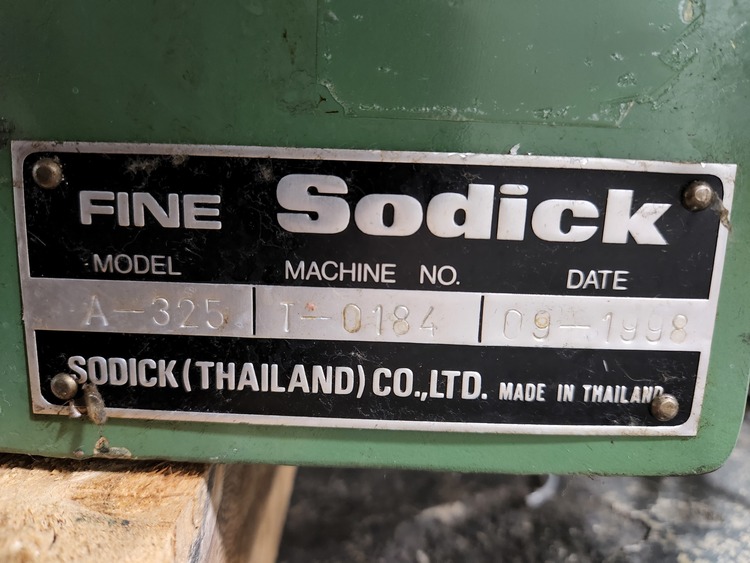 FINE Sodick
MODEL MACHINE NO. DATE
A-325 T-0184 09-1998
SODICK (THAILAND) CO.,LTD. MADE IN THAILAND